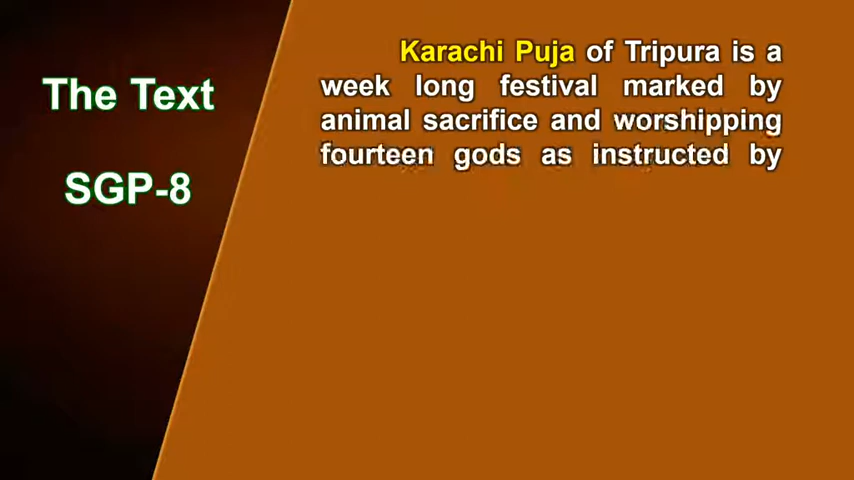 The Text
SGP-8
Karachi Puja of Tripura is a
week long festival marked by
animal sacrifice and worshipping
fourteen gods as instructed by